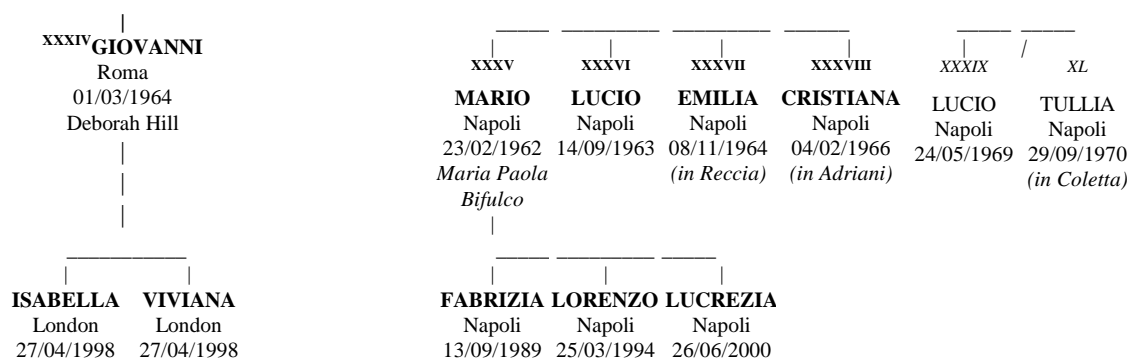 XXXIV GIOVANNI
Roma
01/03/1964
Deborah Hill
XXXV XXXVI XXXVII XXXVIII XXXIX XL
MARIO LUCIO EMILIA CRISTIANA LUCIO TULLIA
Napoli Napoli Napoli Napoli Napoli Napoli
23/02/1962 14/09/1963 08/11/1964 04/02/1966 24/05/1969 29/09/1970
Maria Paola (in Reccia) (in Adriani) (in Coletta)
Bifulco
ISABELLA VIVIANA FABRIZIA LORENZO LUCREZIA
London London Napoli Napoli Napoli
27/04/1998 27/04/1998 13/09/1989 25/03/1994 26/06/2000